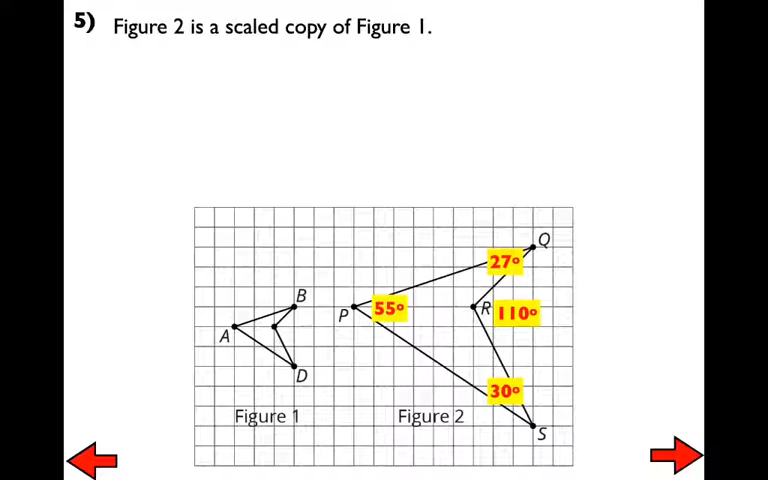 5) Figure 2 is a scaled copy of Figure 1.
Q
27°
B
P
55°
R
110°
A
D
30°
Figure 1
Figure 2
S